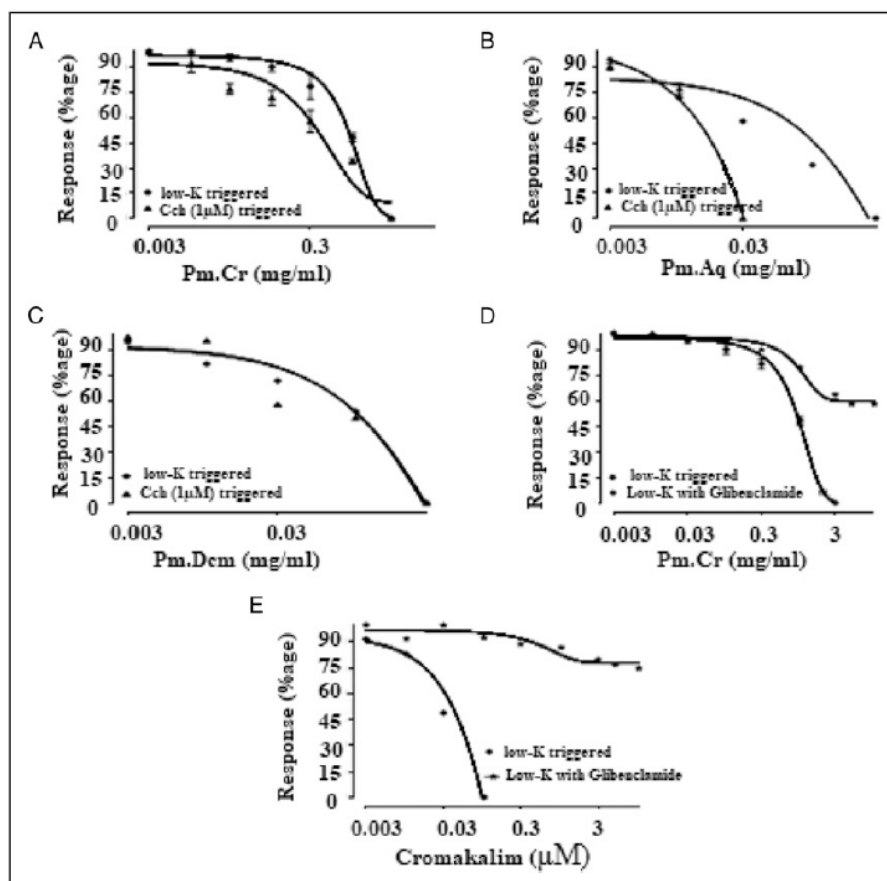 A
Response (%age)
90
75
60
45
30
15
0
low-K triggered
Cch (1µM) triggered
0.003 0.3
Pm.Cr (mg/ml)
B
Response (%age)
90
75
60
45
30
15
0
low-K triggered
Cch (1µM) triggered
0.003 0.03
Pm.Aq (mg/ml)
C
Response (%age)
90
75
60
45
30
15
0
low-K triggered
Cch (1µM) triggered
0.003 0.03
Pm.Dcm (mg/ml)
D
Response (%age)
90
75
60
45
30
15
0
low-K triggered
Low-K with Glibenclamide
0.003 0.03 0.3 3
Pm.Cr (mg/ml)
E
Response (%age)
90
75
60
45
30
15
0
low-K triggered
Low-K with Glibenclamide
0.003 0.03 0.3 3
Cromakalim (µM)